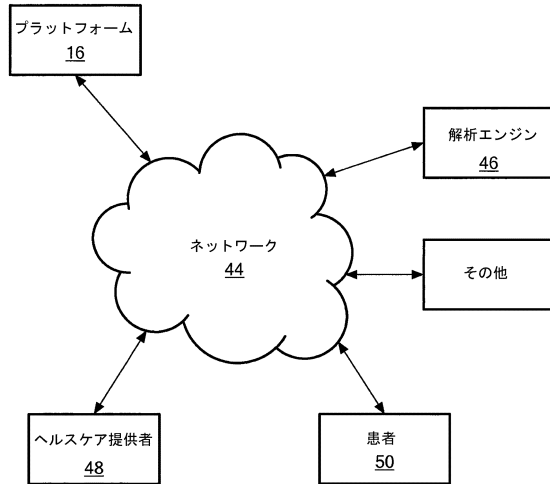 プラットフォーム
16
解析エンジン
46
ネットワーク
44
その他
ヘルスケア提供者
48
患者
50